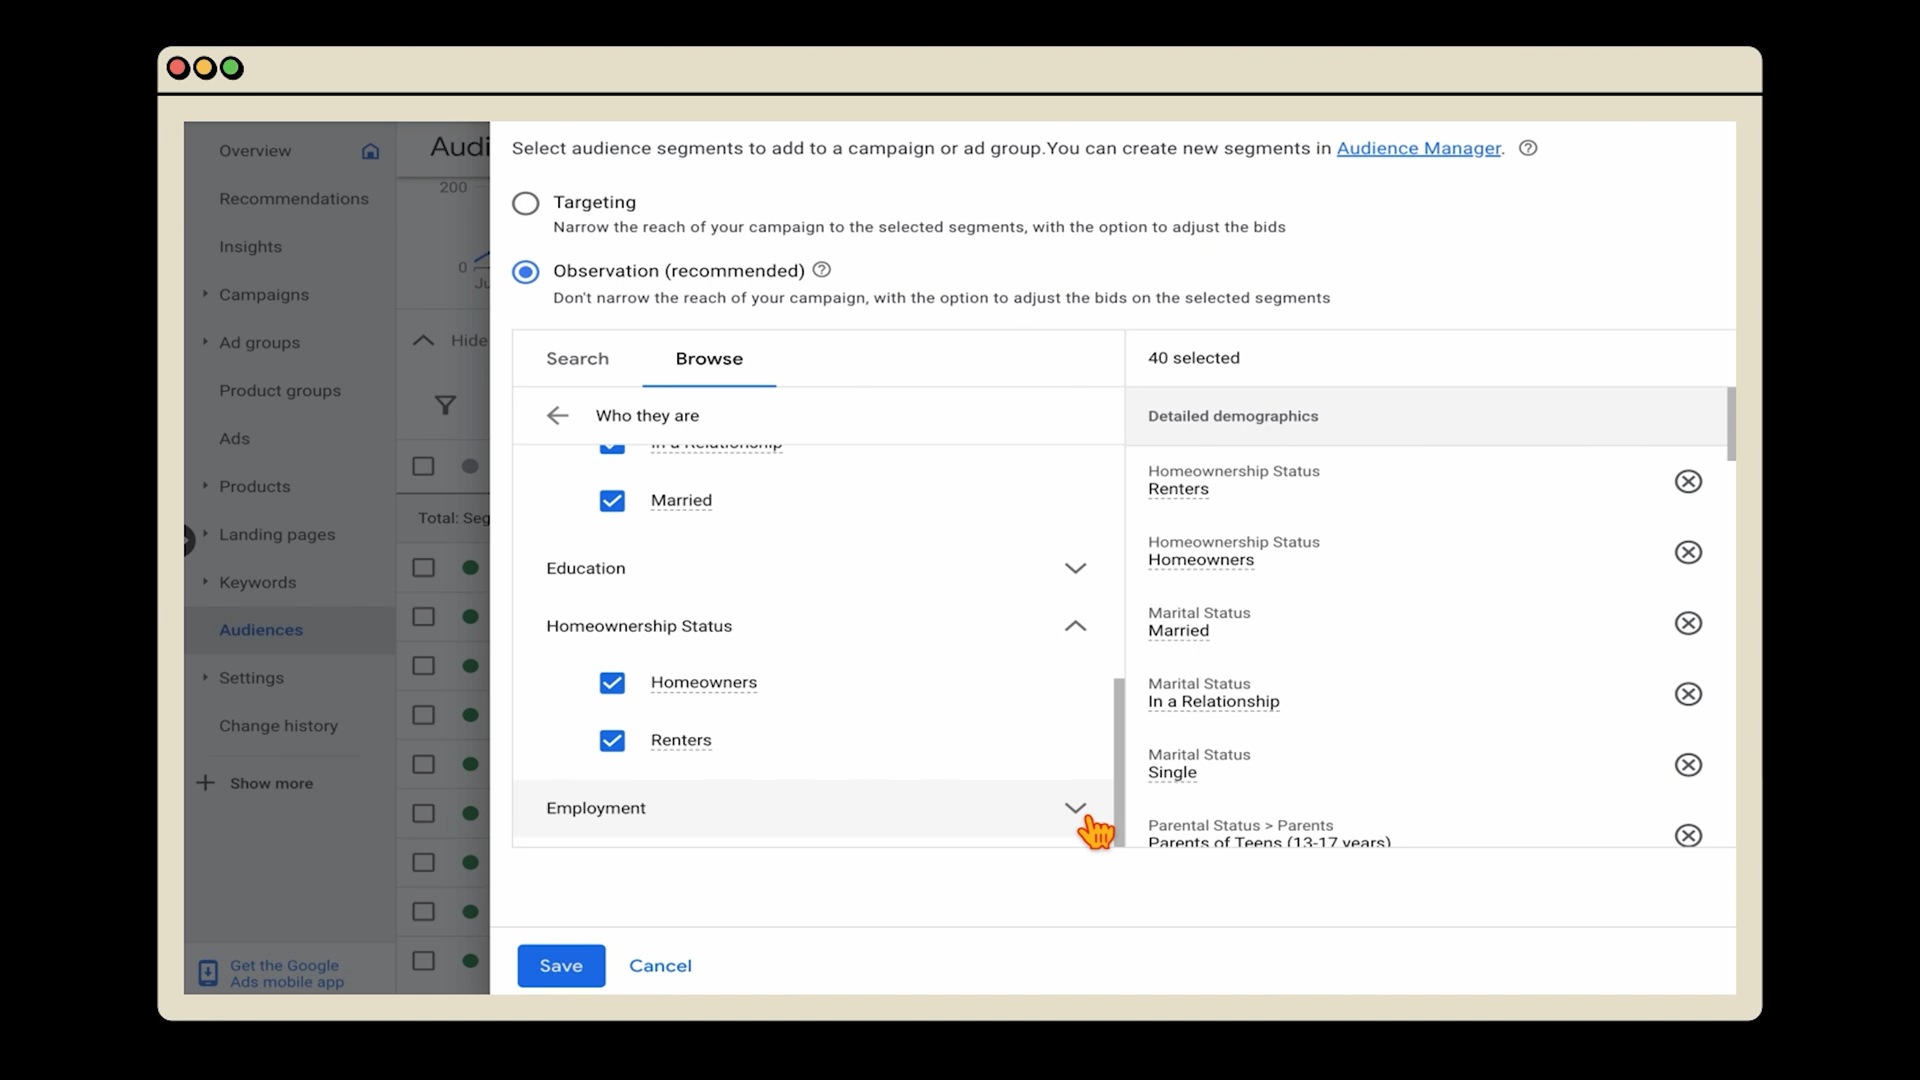 Overview
Recommendations
Insights
Campaigns
Ad groups
Product groups
Ads
Products
Landing pages
Keywords
Audiences
Settings
Change history
Show more
Get the Google
Ads mobile app
Audi
200
0
Ju
Hide
Total: Seg
Select audience segments to add to a campaign or ad group.You can create new segments in Audience Manager.
Targeting
Narrow the reach of your campaign to the selected segments, with the option to adjust the bids
Observation (recommended)
Don't narrow the reach of your campaign, with the option to adjust the bids on the selected segments
Search Browse
Who they are
In a Relationship
Married
Education
Homeownership Status
Homeowners
Renters
Employment
40 selected
Detailed demographics
Homeownership Status
Renters
Homeownership Status
Homeowners
Marital Status
Married
Marital Status
In a Relationship
Marital Status
Single
Parental Status > Parents
Parents of Teens (13-17 years)
Save Cancel